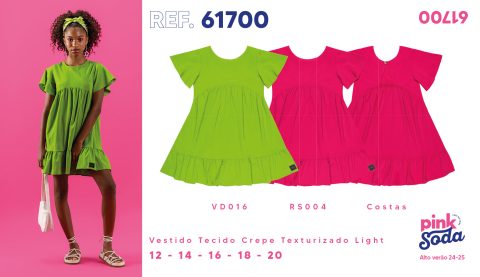 REF. 61700
61700
VD016 RS004 Costas
Vestido Tecido Crepe Texturizado Light
12 - 14 - 16 - 18 - 20
pink
Soda
Alto verão 24-25